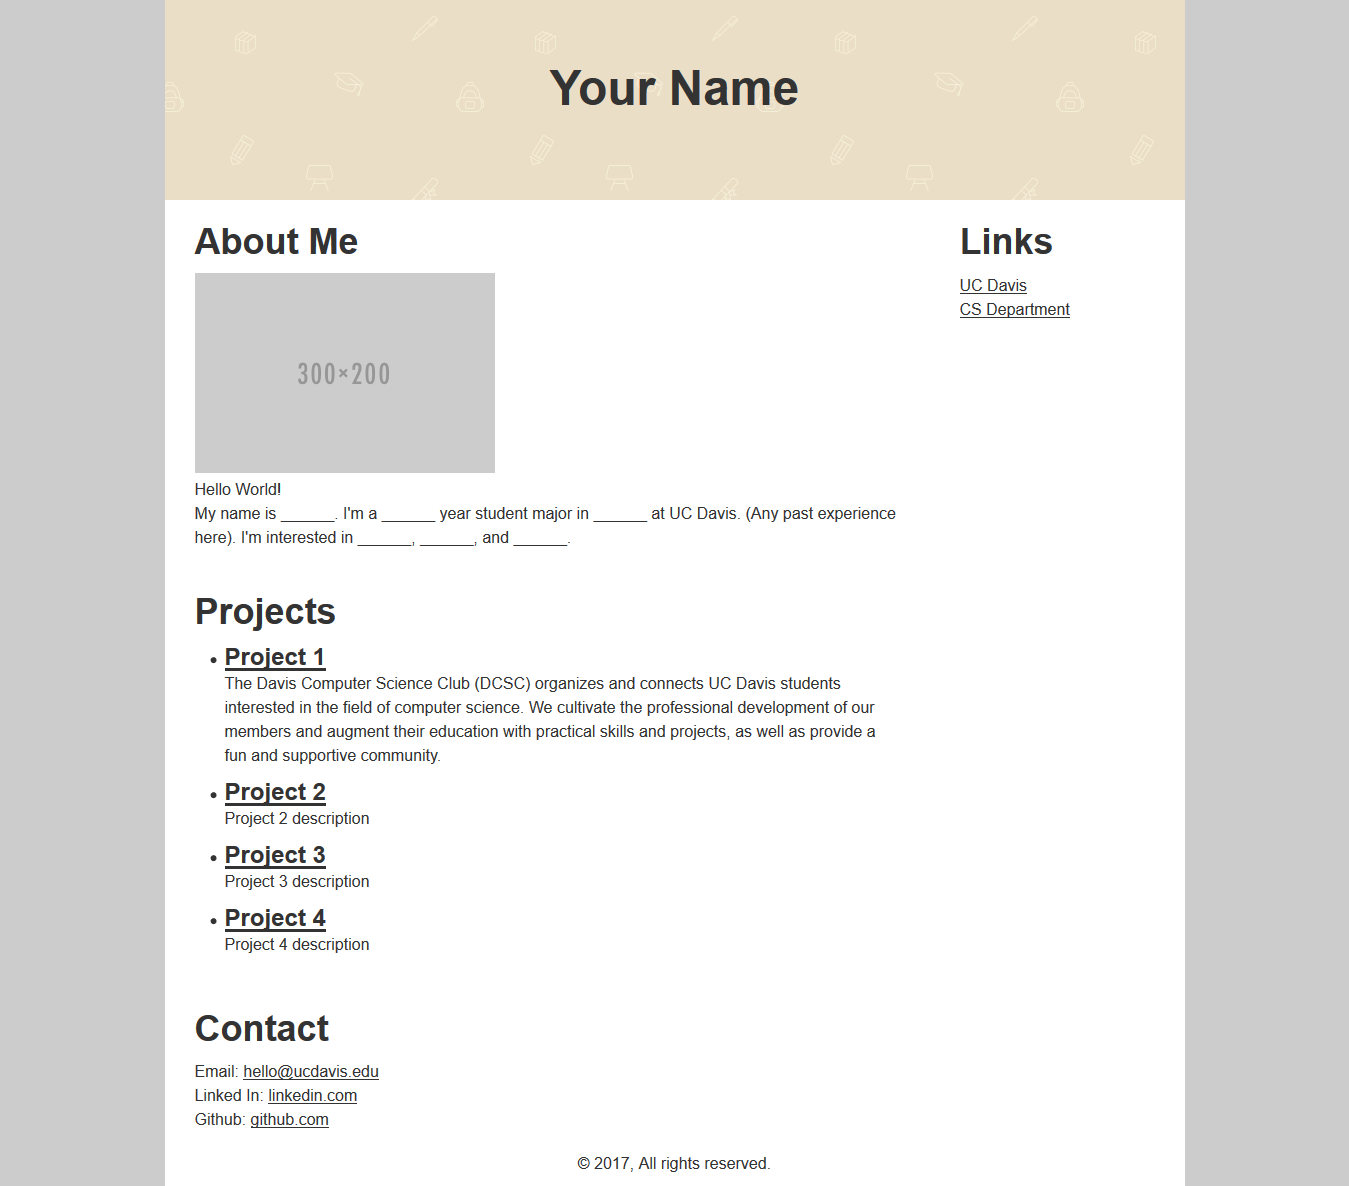 Your Name
About Me
300×200
Hello World!
My name is ______. I'm a ______ year student major in ______ at UC Davis. (Any past experience
here). I'm interested in ______, ______, and ______.
Projects
• Project 1
The Davis Computer Science Club (DCSC) organizes and connects UC Davis students
interested in the field of computer science. We cultivate the professional development of our
members and augment their education with practical skills and projects, as well as provide a
fun and supportive community.
• Project 2
Project 2 description
• Project 3
Project 3 description
• Project 4
Project 4 description
Contact
Email: hello@ucdavis.edu
Linked In: linkedin.com
Github: github.com
Links
UC Davis
CS Department
© 2017, All rights reserved.